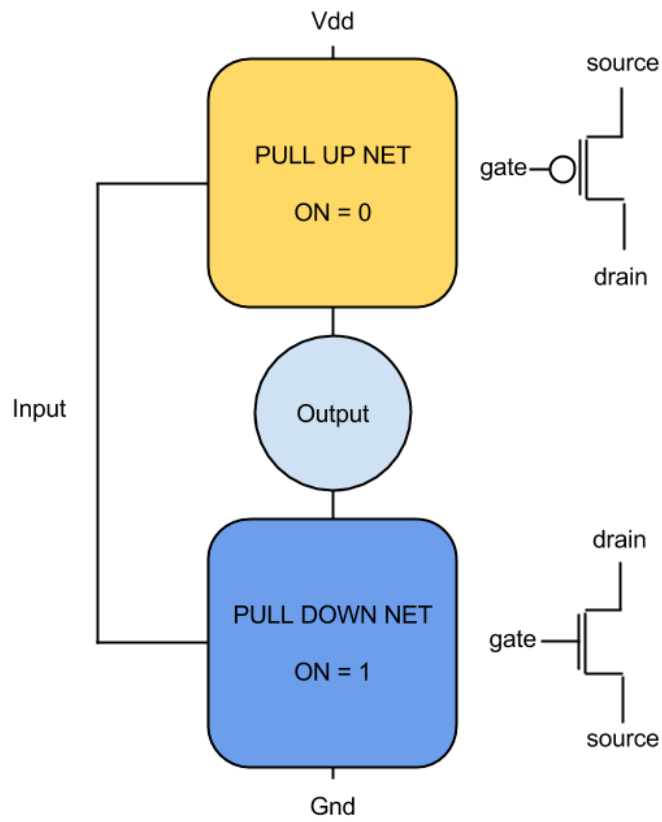 Vdd
source
PULL UP NET
gate
ON = 0
drain
Input
Output
drain
PULL DOWN NET
gate
ON = 1
source
Gnd